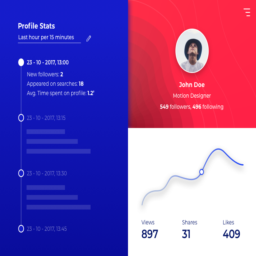 Profile Stats
Last hour per 15 minutes
23 - 10 - 2017, 13:00
New followers: 2
Appeared on searches: 18
Avg. Time spent on profile: 1.2'
23 - 10 - 2017, 13:15
23 - 10 - 2017, 13:30
23 - 10 - 2017, 13:45
John Doe
Motion Designer
549 followers, 496 following
Views Shares Likes
897 31 409